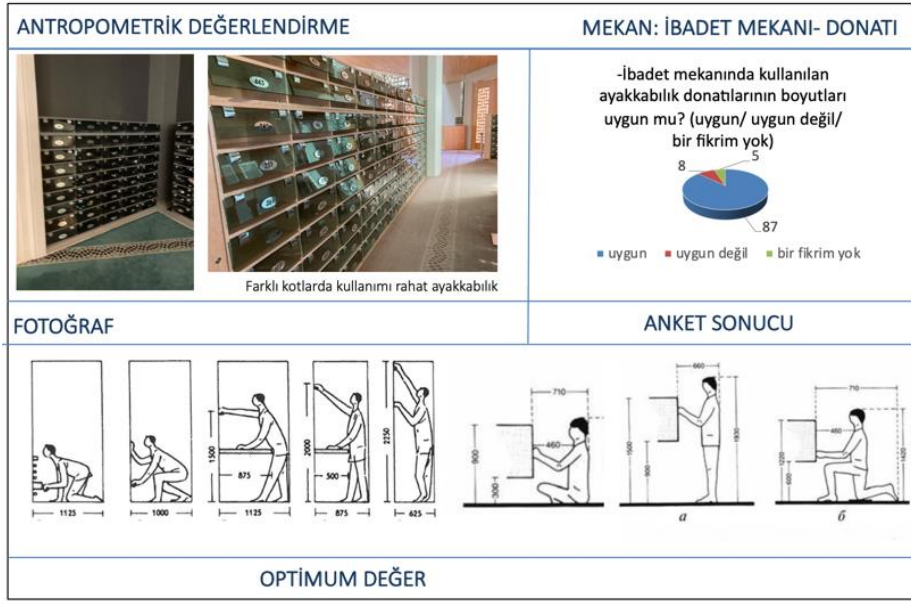 ANTROPOMETRİK DEĞERLENDİRME
MEKAN: İBADET MEKANI- DONATI
-İbadet mekanında kullanılan
ayakkabılık donatılarının boyutları
uygun mu? (uygun/ uygun değil/
bir fikrim yok)
8
5
87
uygun
uygun değil
bir fikrim yok
Farklı kotlarda kullanımı rahat ayakkabılık
FOTOĞRAF
ANKET SONUCU
1125
1000
1500
875
1125
2000
500
875
2250
625
710
900
460
300
660
1500
900
1930
a
710
460
1220
600
1420
б
OPTİMUM DEĞER